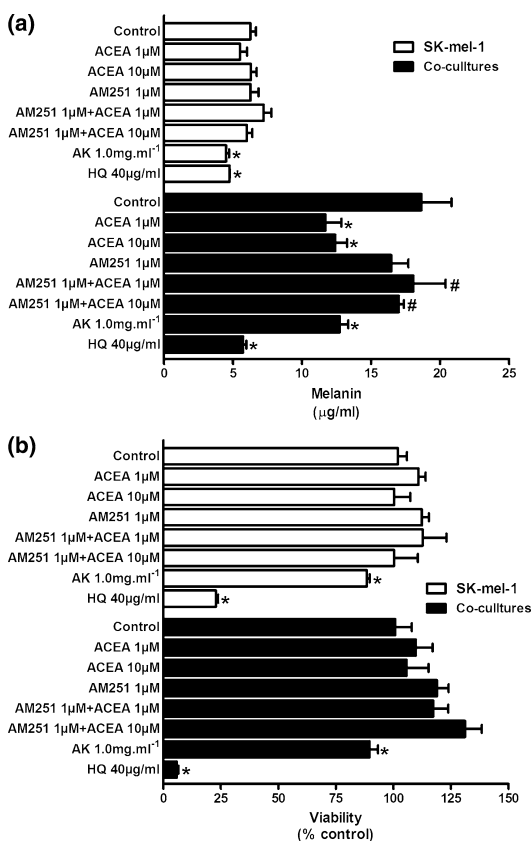 (a)
Control
ACEA 1µM
ACEA 10µM
AM251 1µM
AM251 1µM+ACEA 1µM
AM251 1µM+ACEA 10µM
AK 1.0mg.ml-1 *
HQ 40µg/ml *
SK-mel-1
Co-cultures
Control
ACEA 1µM *
ACEA 10µM *
AM251 1µM
AM251 1µM+ACEA 1µM #
AM251 1µM+ACEA 10µM #
AK 1.0mg.ml-1 *
HQ 40µg/ml *
0 5 10 15 20 25
Melanin
(µg/ml)
(b)
Control
ACEA 1µM
ACEA 10µM
AM251 1µM
AM251 1µM+ACEA 1µM
AM251 1µM+ACEA 10µM
AK 1.0mg.ml-1 *
HQ 40µg/ml *
SK-mel-1
Co-cultures
Control
ACEA 1µM
ACEA 10µM
AM251 1µM
AM251 1µM+ACEA 1µM
AM251 1µM+ACEA 10µM
AK 1.0mg.ml-1 *
HQ 40µg/ml *
0 25 50 75 100 125 150
Viability
(% control)